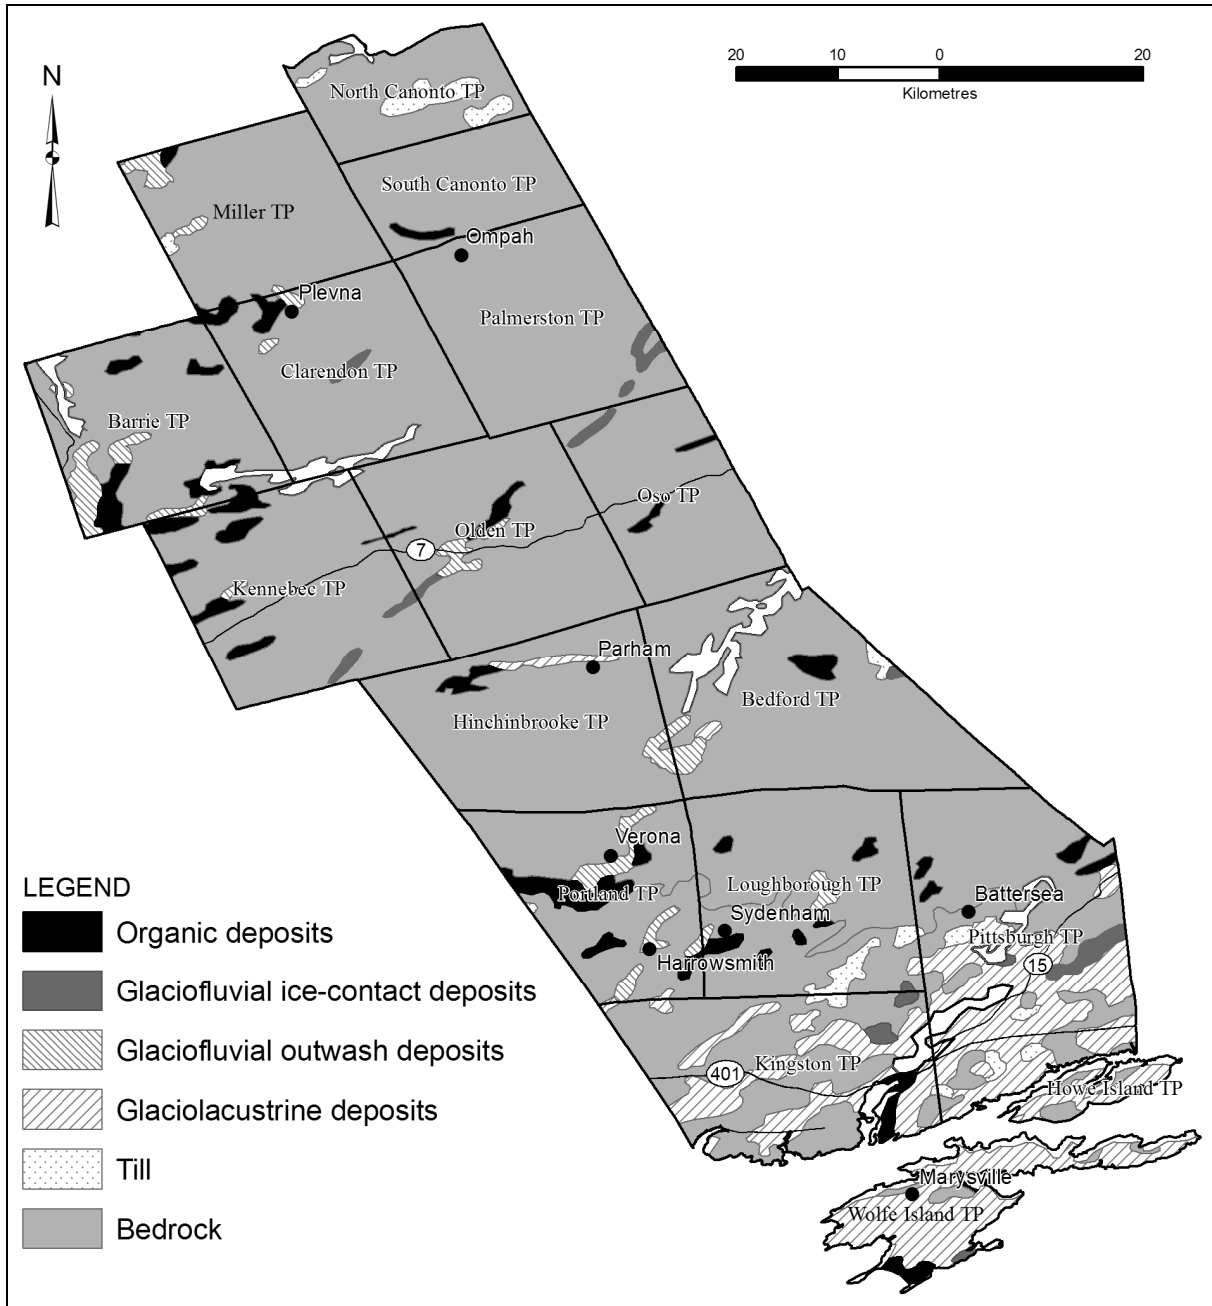 20 10 0 20
Kilometres
N
North Canonto TP
South Canonto TP
Miller TP
Ompah
Plevna
Palmerston TP
Clarendon TP
Barrie TP
Oso TP
Olden TP
7
Kennebec TP
Parham
Bedford TP
Hinchinbrooke TP
Verona
Portland TP
Loughborough TP
Battersea
Sydenham
Pittsburgh TP
Harrowsmith
15
Kingston TP
401
Howe Island TP
Marysville
Wolfe Island TP
LEGEND
Organic deposits
Glaciofluvial ice-contact deposits
Glaciofluvial outwash deposits
Glaciolacustrine deposits
Till
Bedrock